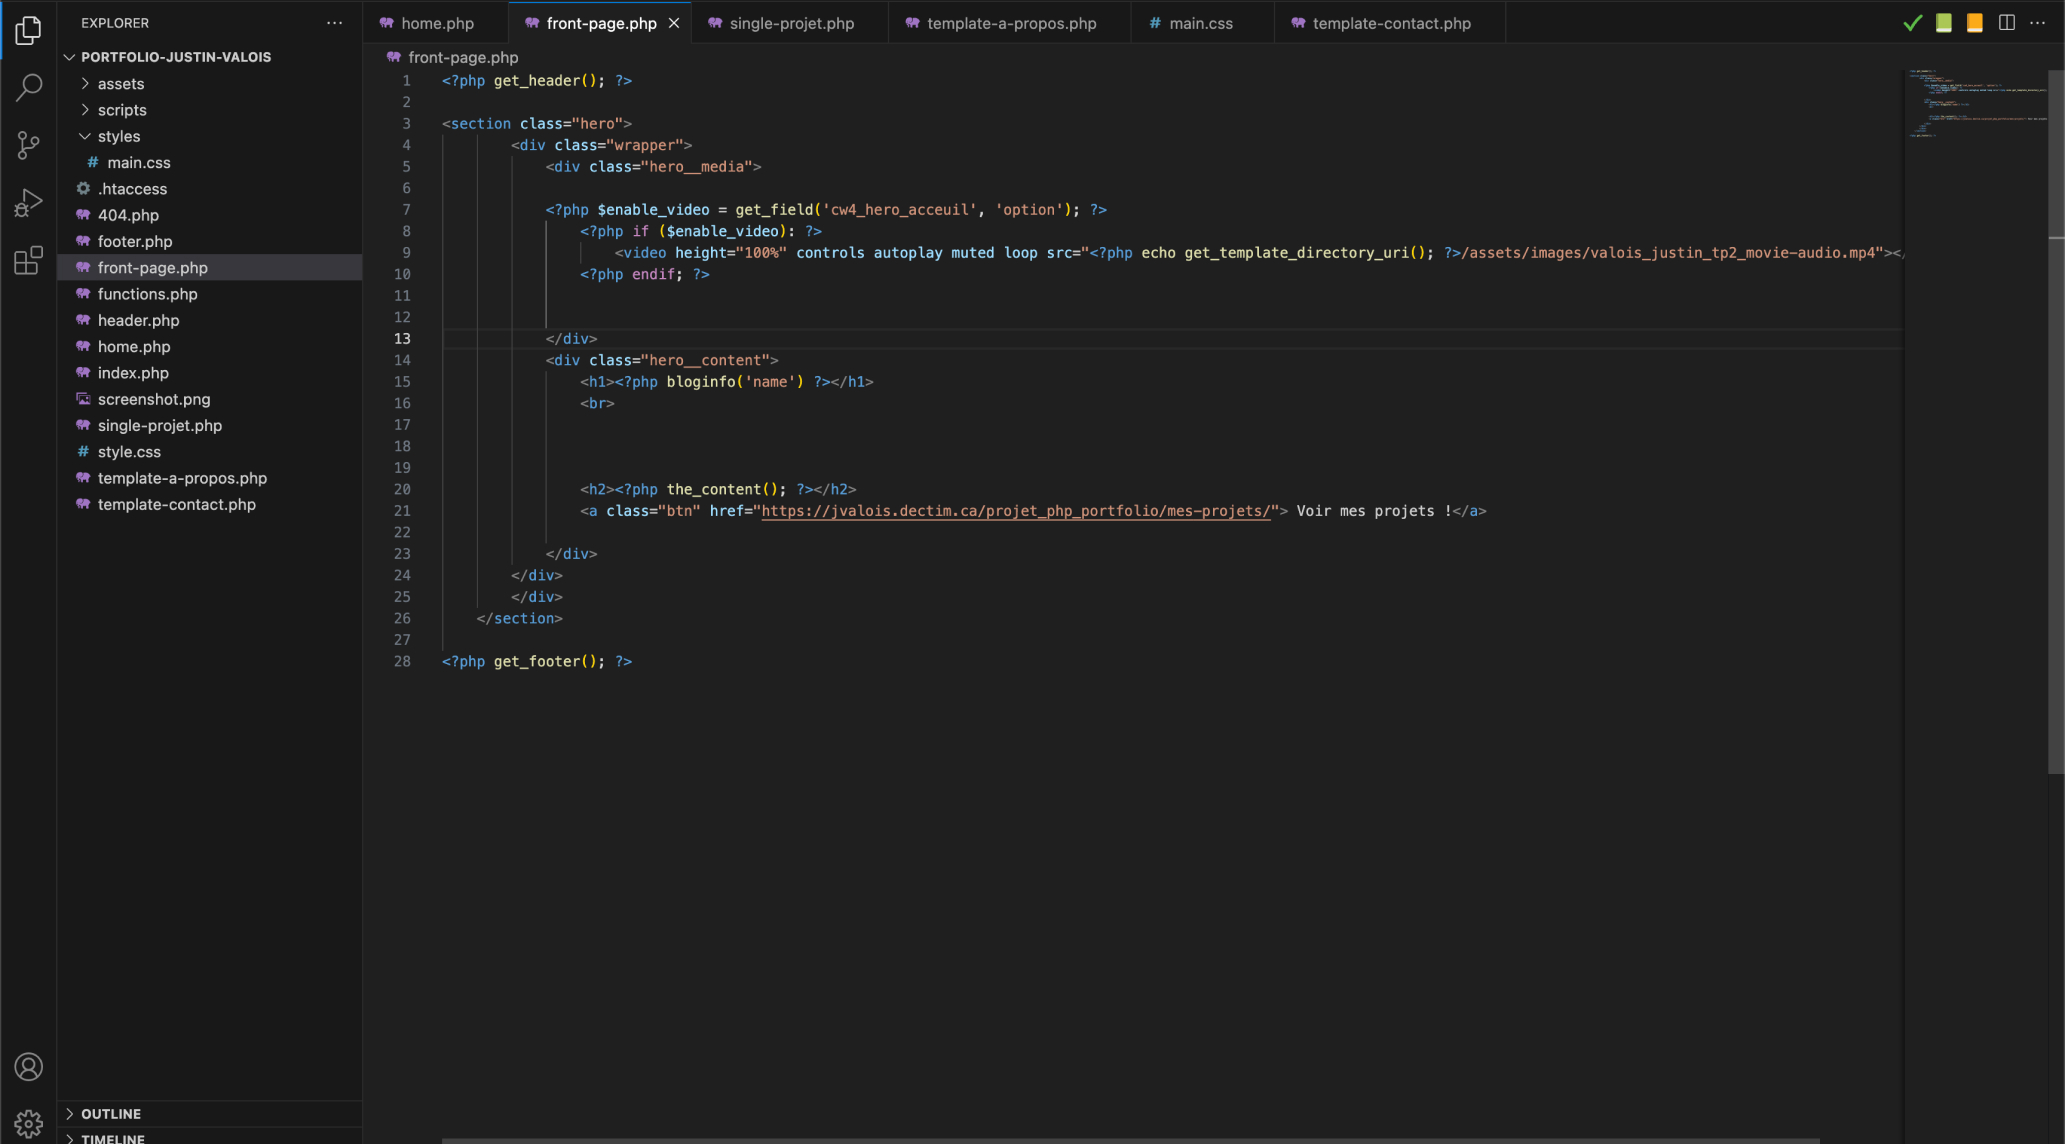 EXPLORER
PORTFOLIO-JUSTIN-VALOIS
assets
scripts
styles
# main.css
.htaccess
404.php
footer.php
front-page.php
functions.php
header.php
home.php
index.php
screenshot.png
single-projet.php
# style.css
template-a-propos.php
template-contact.php
OUTLINE
TIMELINE
home.php
front-page.php
single-projet.php
template-a-propos.php
# main.css
template-contact.php
front-page.php
1 <?php get_header(); ?>
2
3 <section class="hero">
4 <div class="wrapper">
5 <div class="hero__media">
6
7 <?php $enable_video = get_field('cw4_hero_acceuil', 'option'); ?>
8 <?php if ($enable_video): ?>
9 <video height="100%" controls autoplay muted loop src="<?php echo get_template_directory_uri(); ?>/assets/images/valois_justin_tp2_movie-audio.mp4"></
10 <?php endif; ?>
11
12
13 </div>
14 <div class="hero__content">
15 <h1><?php bloginfo('name') ?></h1>
16 <br>
17
18
19
20 <h2><?php the_content(); ?></h2>
21 <a class="btn" href="https://jvalois.dectim.ca/projet_php_portfolio/mes-projets/"> Voir mes projets !</a>
22
23 </div>
24 </div>
25 </div>
26 </section>
27
28 <?php get_footer(); ?>